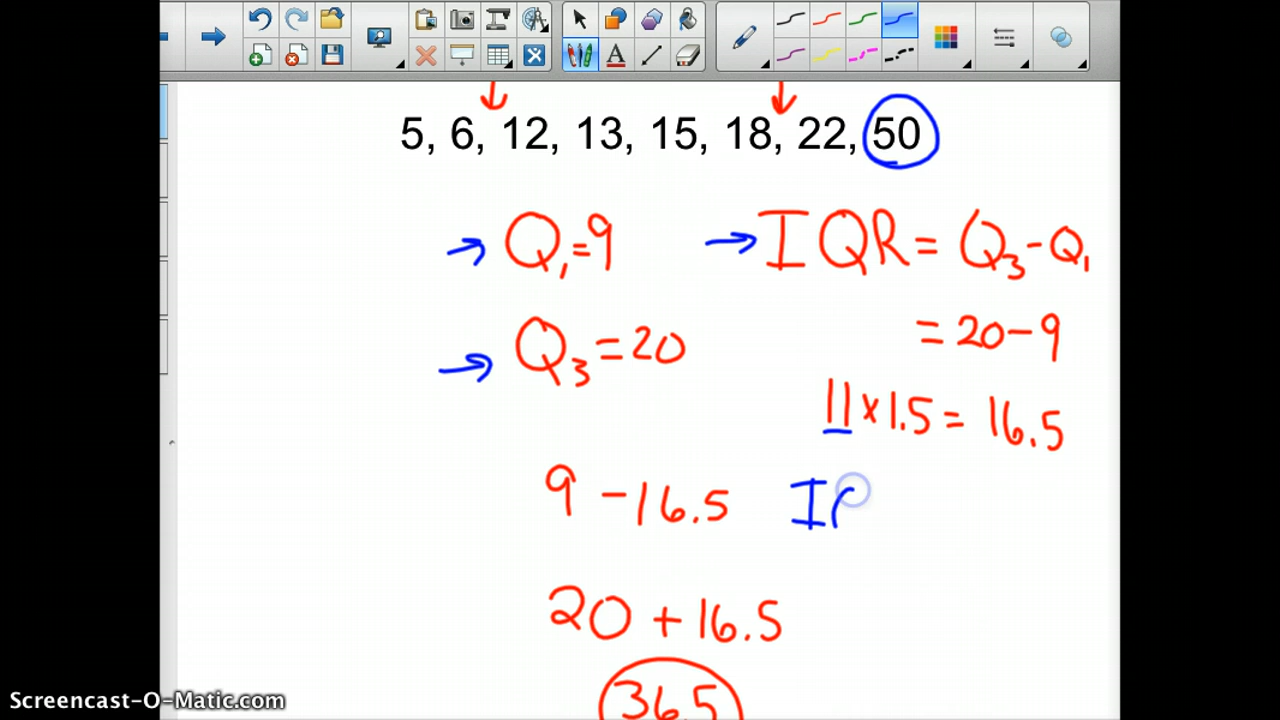 5, 6, 12, 13, 15, 18, 22, 50
Q1=9
IQR = Q3-Q1
Q3=20
= 20-9
11 x 1.5 = 16.5
9 - 16.5
I
20 + 16.5
36.5
Screencast-O-Matic.com